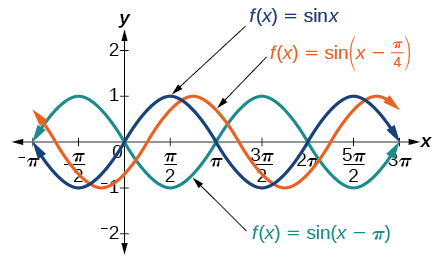 y
f(x) = sinx
f(x) = sin(x − π/4)
2
1
−π −π/2 0 π/2 π 3π/2 2π 5π/2 3π x
−1
−2
f(x) = sin(x − π)